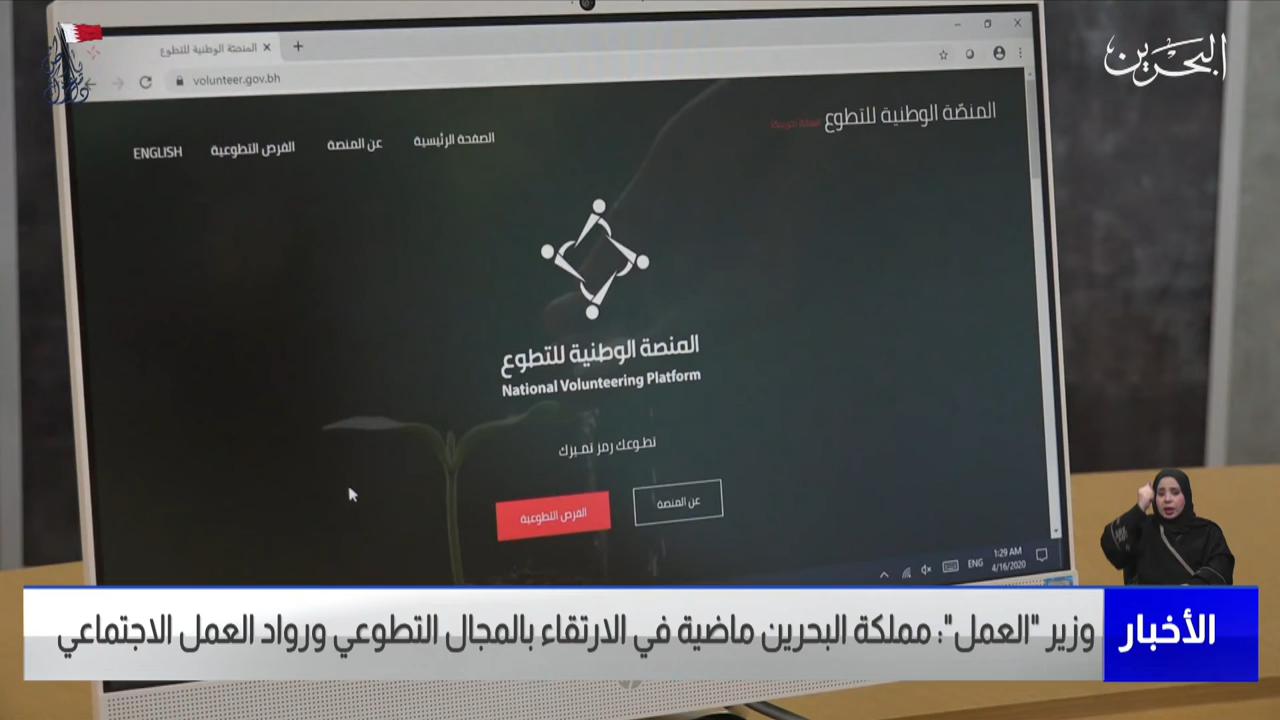 المنصة الوطنية للتطوع
volunteer.gov.bh
البحرين
المنصّة الوطنية للتطوع
الصفحة الرئيسية
عن المنصة
الفرص التطوعية
ENGLISH
المنصة الوطنية للتطوع
National Volunteering Platform
تطوعك رمز تميزك
عن المنصة
الفرص التطوعية
ENG
1:29 AM
4/16/2020
الأخبار
وزير "العمل": مملكة البحرين ماضية في الارتقاء بالمجال التطوعي ورواد العمل الاجتماعي